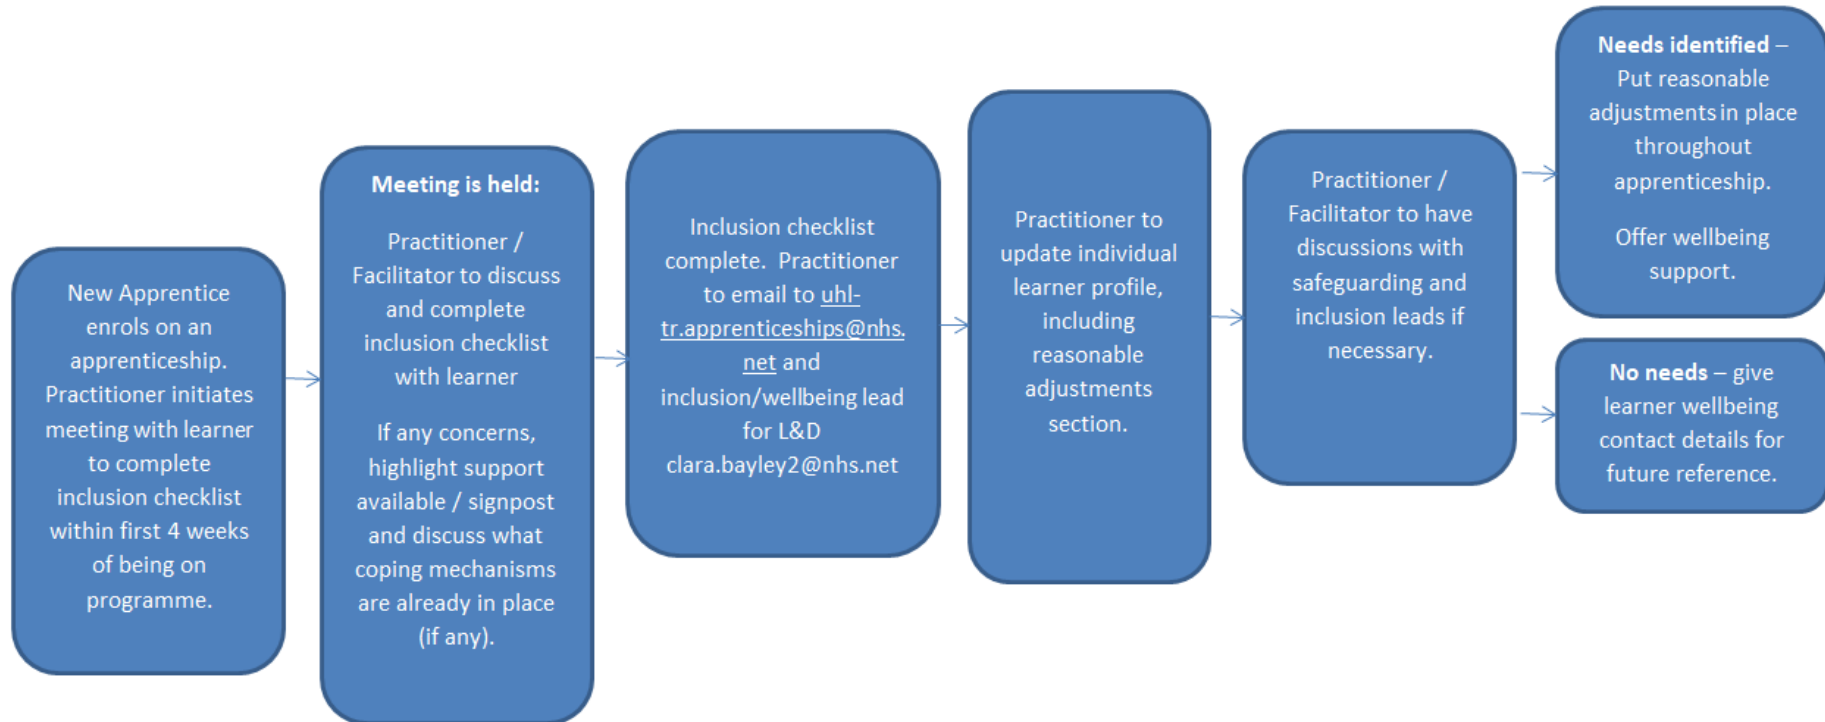 New Apprentice
enrols on an
apprenticeship.
Practitioner initiates
meeting with learner
to complete
inclusion checklist
within first 4 weeks
of being on
programme.
Meeting is held:
Practitioner /
Facilitator to discuss
and complete
inclusion checklist
with learner
If any concerns,
highlight support
available / signpost
and discuss what
coping mechanisms
are already in place
(if any).
Inclusion checklist
complete.  Practitioner
to email to uhl-
tr.apprenticeships@nhs.
net and
inclusion/wellbeing lead
for L&D
clara.bayley2@nhs.net
Practitioner to
update individual
learner profile,
including
reasonable
adjustments
section.
Practitioner /
Facilitator to have
discussions with
safeguarding and
inclusion leads if
necessary.
Needs identified –
Put reasonable
adjustments in place
throughout
apprenticeship.
Offer wellbeing
support.
No needs – give
learner wellbeing
contact details for
future reference.